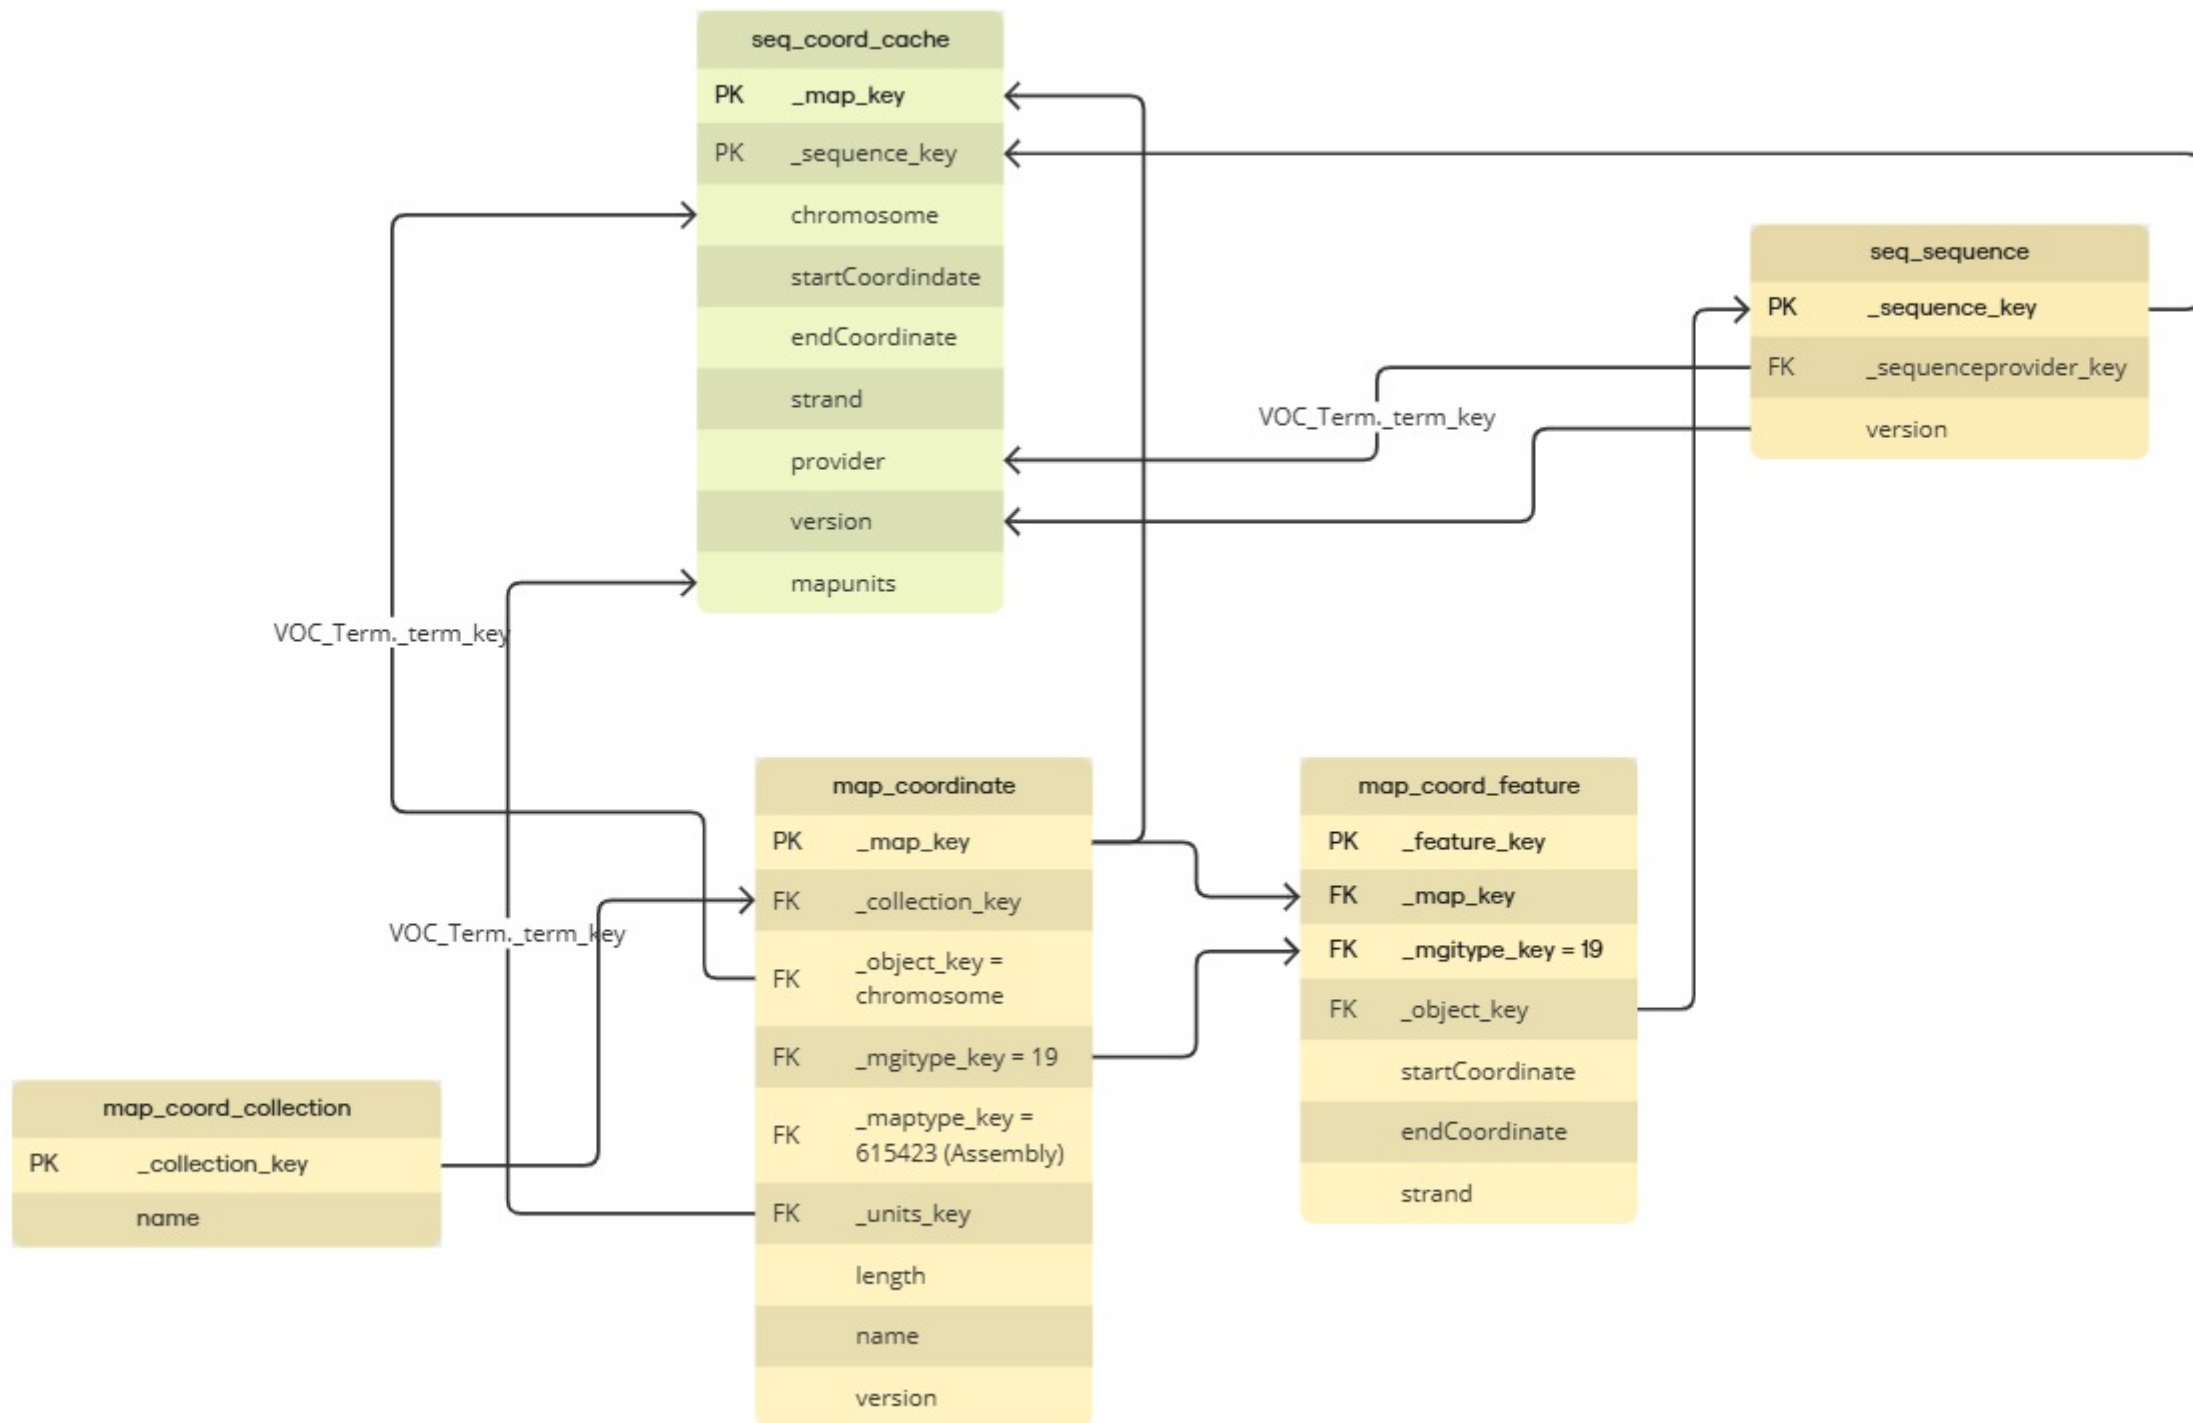 seq_coord_cache
PK _map_key
PK _sequence_key
chromosome
startCoordindate
endCoordinate
strand
provider
version
mapunits
seq_sequence
PK _sequence_key
FK _sequenceprovider_key
version
VOC_Term._term_key
VOC_Term._term_key
VOC_Term._term_key
map_coordinate
PK _map_key
FK _collection_key
FK _object_key =
chromosome
FK _mgitype_key = 19
FK _maptype_key =
615423 (Assembly)
FK _units_key
length
name
version
map_coord_feature
PK _feature_key
FK _map_key
FK _mgitype_key = 19
FK _object_key
startCoordinate
endCoordinate
strand
map_coord_collection
PK _collection_key
name